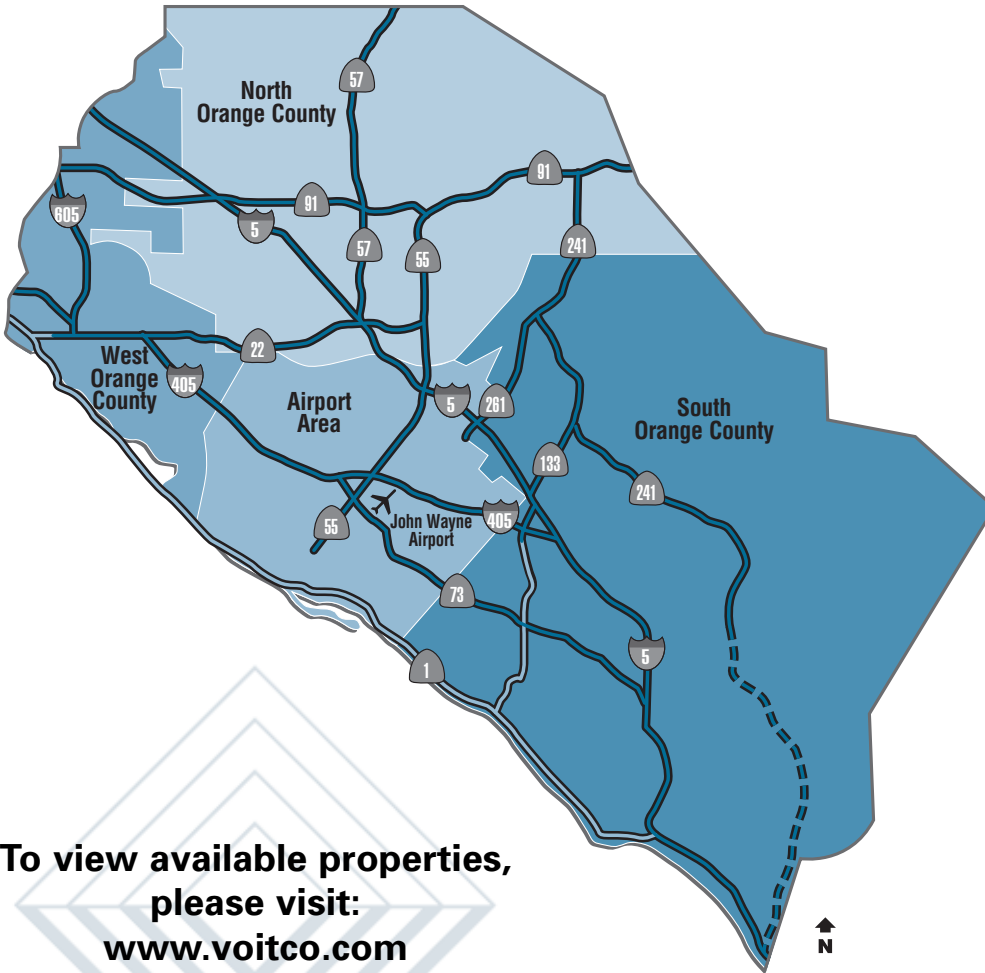 57
North
Orange County
91
91
605
5
57
55
241
22
West
Orange
County
405
Airport
Area
5
261
South
Orange County
133
241
55
John Wayne
Airport
405
73
5
1
To view available properties,
please visit:
www.voitco.com
N